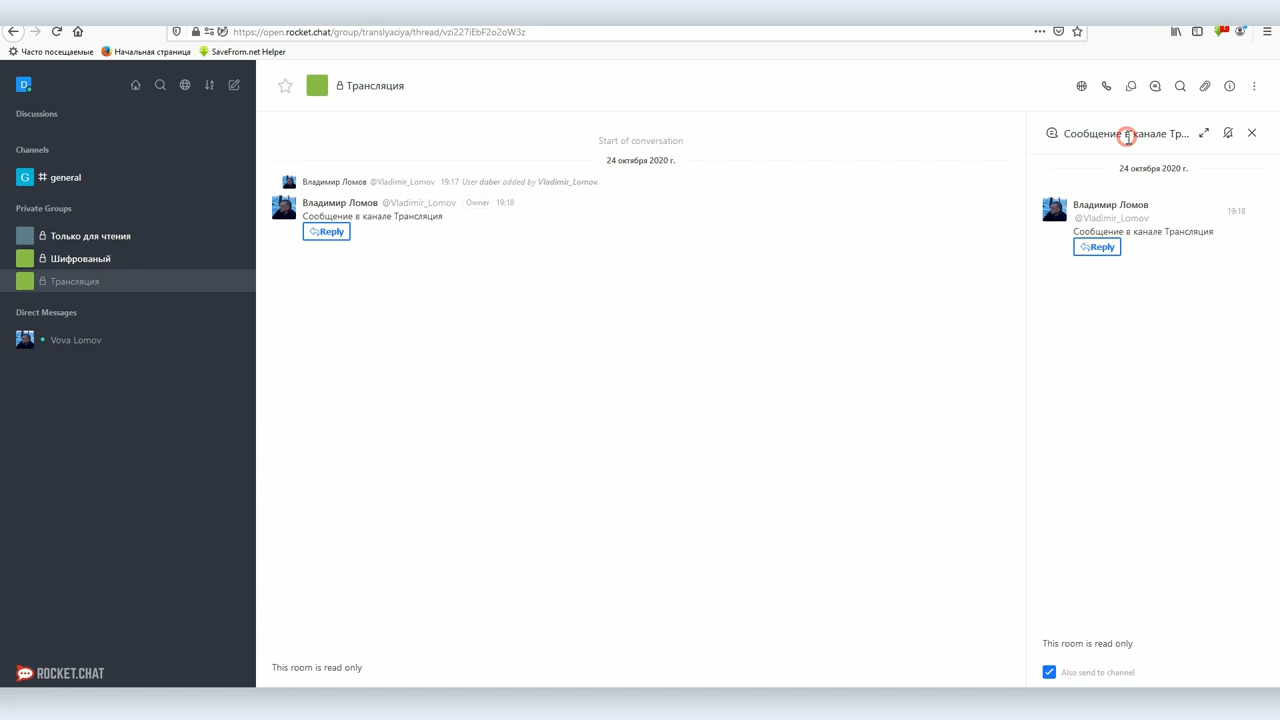 https://open.rocket.chat/group/translyaciya/thread/vzi227iEbF2o2oW3z
Часто посещаемые
Начальная страница
SaveFrom.net Helper
D
Discussions
Channels
G # general
Private Groups
Только для чтения
Шифрованый
Трансляция
Direct Messages
Vova Lomov
ROCKET.CHAT
Трансляция
Start of conversation
24 октября 2020 г.
Владимир Ломов @Vladimir_Lomov 19:17 User daber added by Vladimir_Lomov.
Владимир Ломов @Vladimir_Lomov Owner 19:18
Сообщение в канале Трансляция
Reply
This room is read only
Сообщение в канале Тр...
24 октября 2020 г.
Владимир Ломов
@Vladimir_Lomov
19:18
Сообщение в канале Трансляция
Reply
This room is read only
Also send to channel